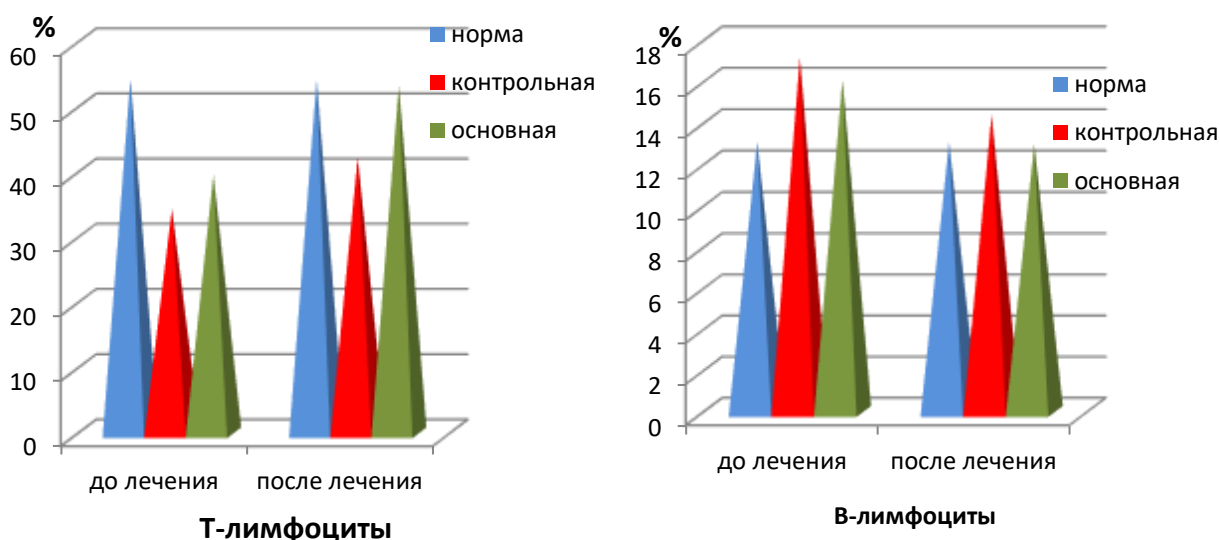 %
60
50
40
30
20
10
0
норма
контрольная
основная
до лечения
после лечения
Т-лимфоциты
%
18
16
14
12
10
8
6
4
2
0
норма
контрольная
основная
до лечения
после лечения
В-лимфоциты